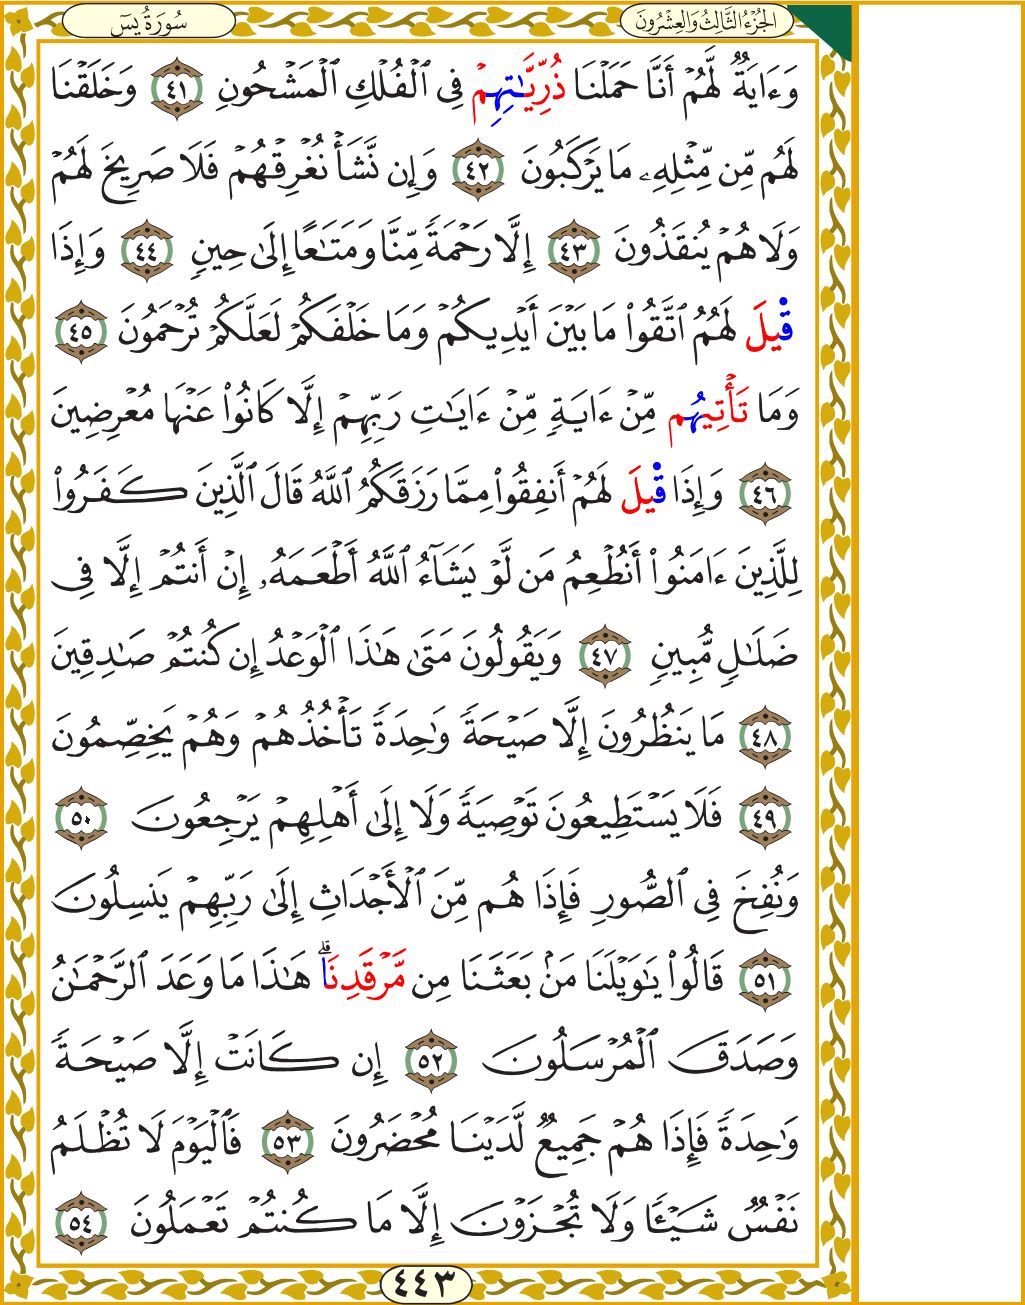 الجُزْءُ الثَّالِثُ وَالعِشْرُونَ
سُورَةُ يسٓ
وَءَايَةٌ لَّهُمْ أَنَّا حَمَلْنَا ذُرِّيَّٰتِهِمْ فِى ٱلْفُلْكِ ٱلْمَشْحُونِ ٤١ وَخَلَقْنَا
لَهُم مِّن مِّثْلِهِۦ مَا يَرْكَبُونَ ٤٢ وَإِن نَّشَأْ نُغْرِقْهُمْ فَلَا صَرِيخَ لَهُمْ
وَلَا هُمْ يُنقَذُونَ ٤٣ إِلَّا رَحْمَةً مِّنَّا وَمَتَٰعًا إِلَىٰ حِينٍ ٤٤ وَإِذَا
قِيلَ لَهُمُ ٱتَّقُوا۟ مَا بَيْنَ أَيْدِيكُمْ وَمَا خَلْفَكُمْ لَعَلَّكُمْ تُرْحَمُونَ ٤٥
وَمَا تَأْتِيهُم مِّنْ ءَايَةٍ مِّنْ ءَايَٰتِ رَبِّهِمْ إِلَّا كَانُوا۟ عَنْهَا مُعْرِضِينَ
٤٦ وَإِذَا قِيلَ لَهُمْ أَنفِقُوا۟ مِمَّا رَزَقَكُمُ ٱللَّهُ قَالَ ٱلَّذِينَ كَفَرُوا۟
لِلَّذِينَ ءَامَنُوٓا۟ أَنُطْعِمُ مَن لَّوْ يَشَآءُ ٱللَّهُ أَطْعَمَهُۥ إِنْ أَنتُمْ إِلَّا فِى
ضَلَٰلٍ مُّبِينٍ ٤٧ وَيَقُولُونَ مَتَىٰ هَٰذَا ٱلْوَعْدُ إِن كُنتُمْ صَٰدِقِينَ
٤٨ مَا يَنظُرُونَ إِلَّا صَيْحَةً وَٰحِدَةً تَأْخُذُهُمْ وَهُمْ يَخِصِّمُونَ
٤٩ فَلَا يَسْتَطِيعُونَ تَوْصِيَةً وَلَا إِلَىٰ أَهْلِهِمْ يَرْجِعُونَ ٥٠
وَنُفِخَ فِى ٱلصُّورِ فَإِذَا هُم مِّنَ ٱلْأَجْدَاثِ إِلَىٰ رَبِّهِمْ يَنسِلُونَ
٥١ قَالُوا۟ يَٰوَيْلَنَا مَنۢ بَعَثَنَا مِن مَّرْقَدِنَاۗ هَٰذَا مَا وَعَدَ ٱلرَّحْمَٰنُ
وَصَدَقَ ٱلْمُرْسَلُونَ ٥٢ إِن كَانَتْ إِلَّا صَيْحَةً
وَٰحِدَةً فَإِذَا هُمْ جَمِيعٌ لَّدَيْنَا مُحْضَرُونَ ٥٣ فَٱلْيَوْمَ لَا تُظْلَمُ
نَفْسٌ شَيْـًٔا وَلَا تُجْزَوْنَ إِلَّا مَا كُنتُمْ تَعْمَلُونَ ٥٤
٤٤٣